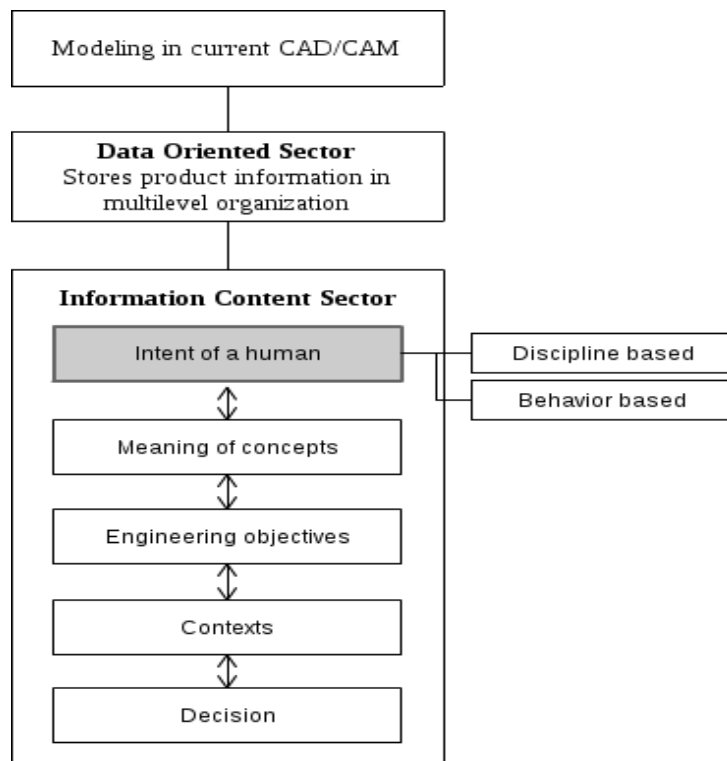 Modeling in current CAD/CAM
Data Oriented Sector
Stores product information in
multilevel organization
Information Content Sector
Intent of a human
Discipline based
Behavior based
Meaning of concepts
Engineering objectives
Contexts
Decision